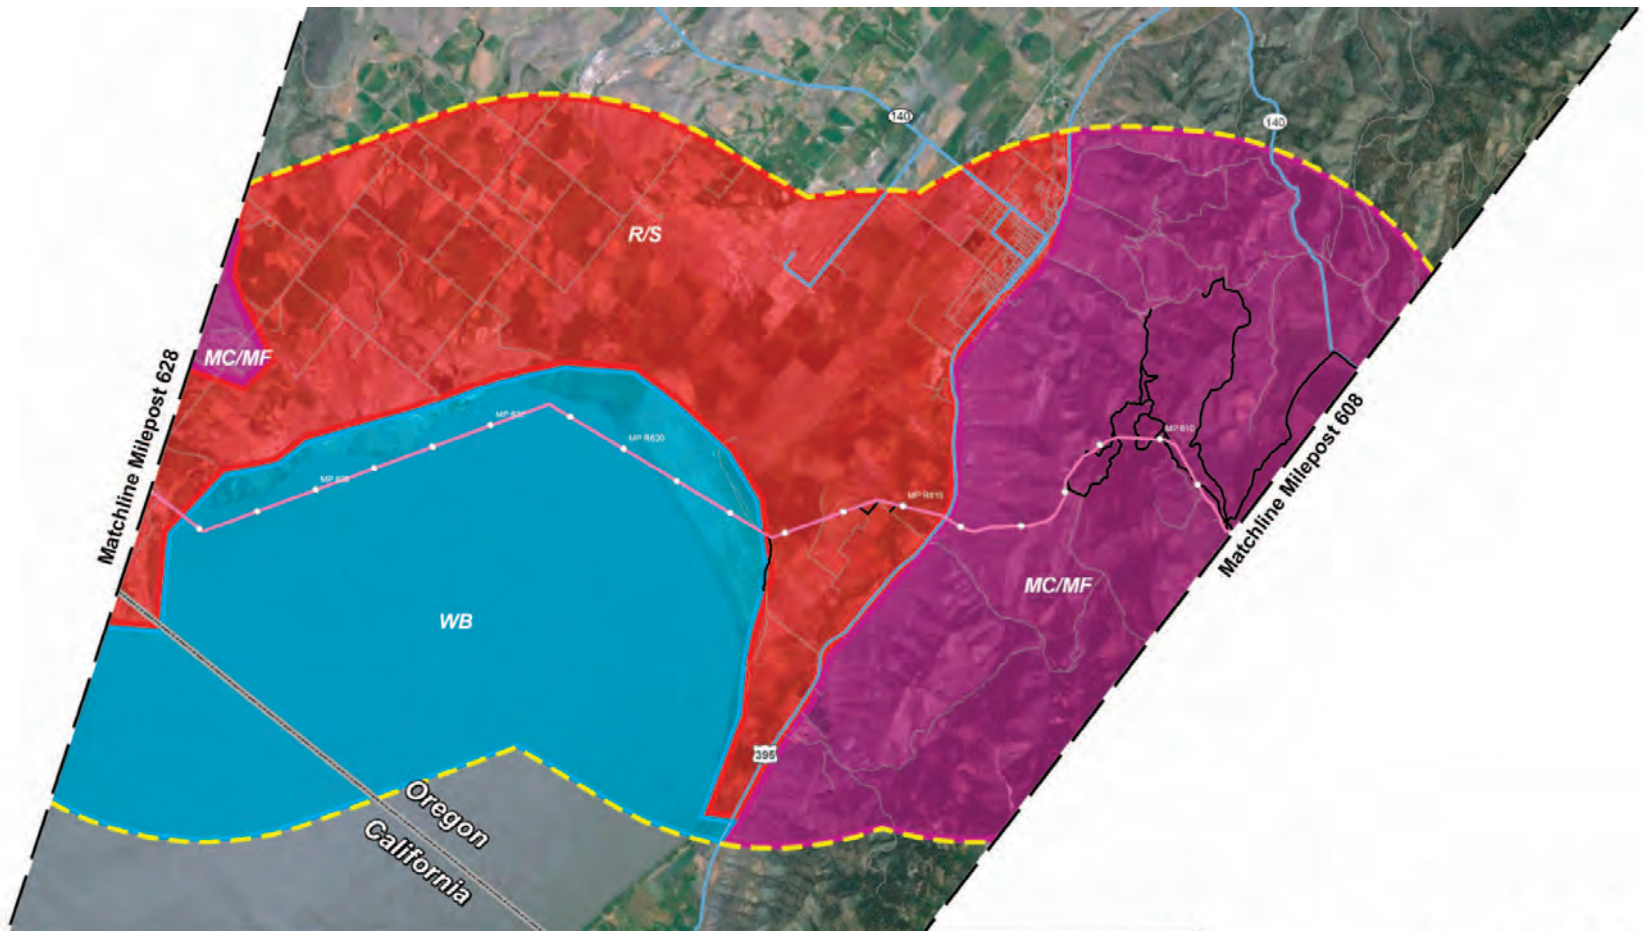 140
140
R/S
MC/MF
Matchline Milepost 628
MP R620
MP 610
MP R615
Matchline Milepost 608
MC/MF
WB
395
Oregon
California